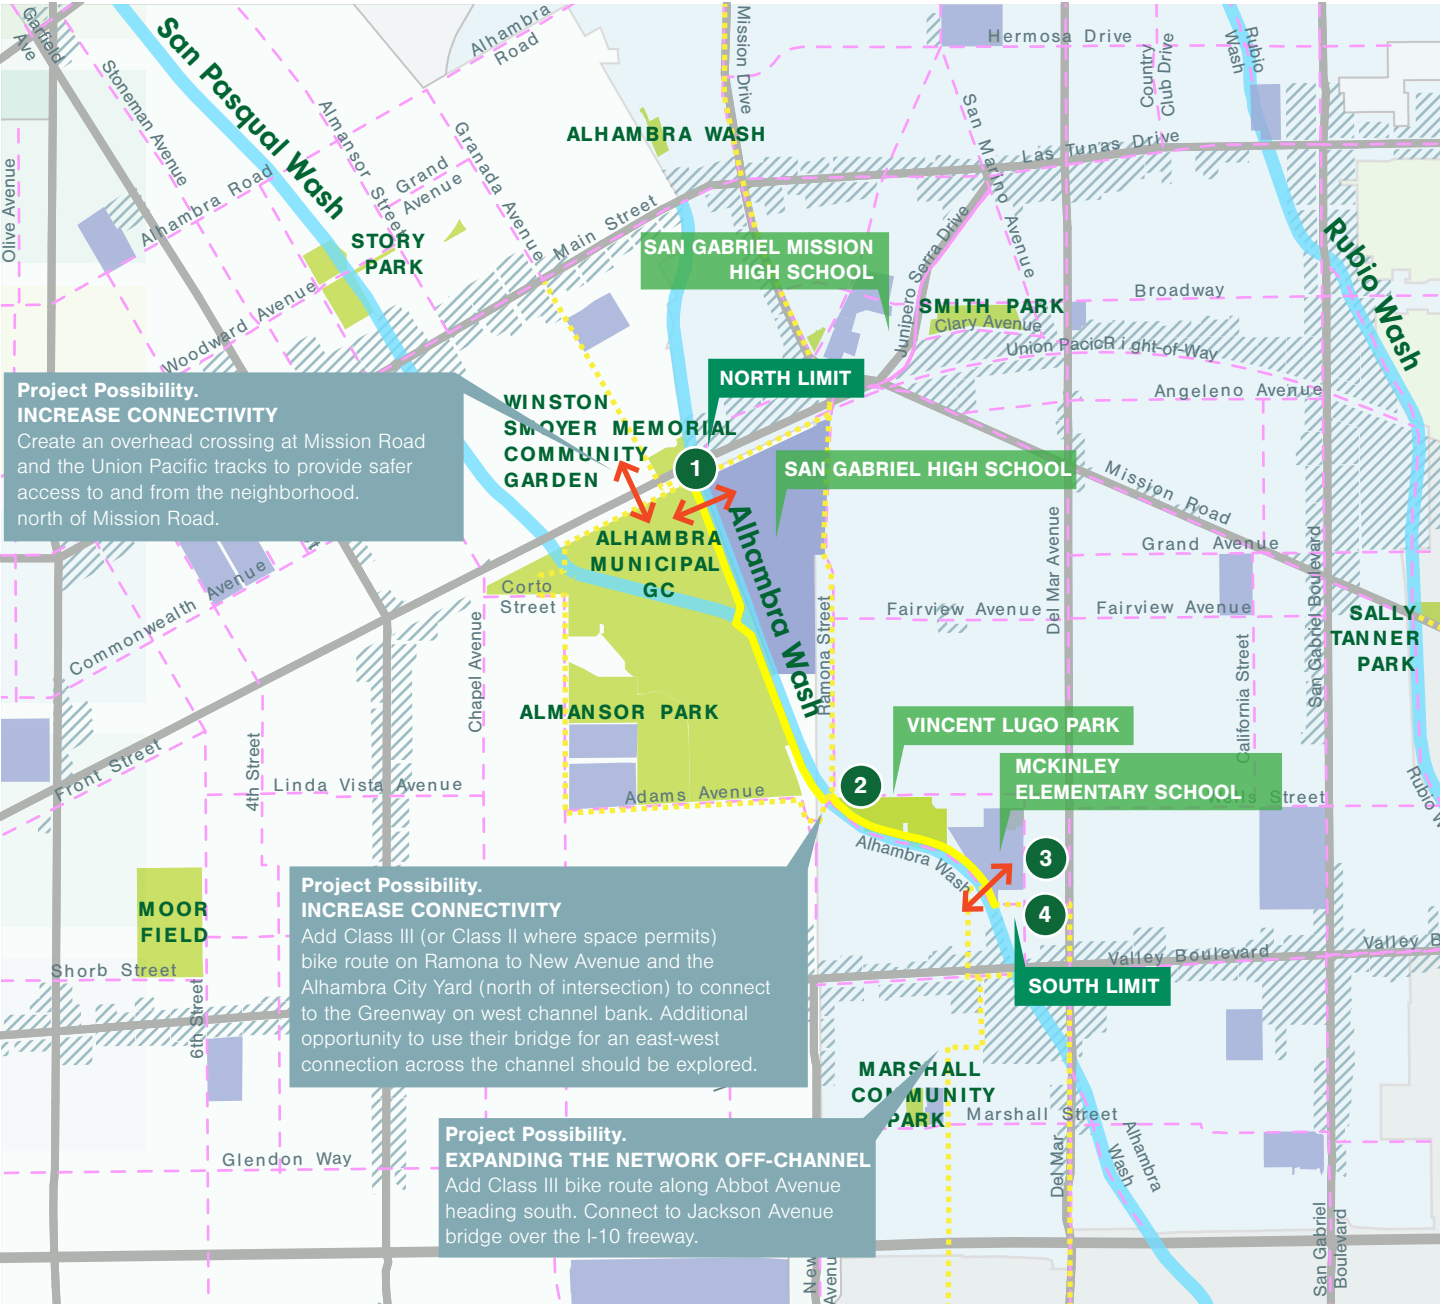 Garfield
Ave
San Pasqual Wash
Alhambra
Road
Mission Drive
Hermosa Drive
Country
Club Drive
Rubio
Wash
Stoneman Avenue
Almansor Street
Granada Avenue
ALHAMBRA WASH
San Marino Avenue
Las Tunas Drive
Olive Avenue
Alhambra Road
Grand
Avenue
Main Street
STORY
PARK
SAN GABRIEL MISSION
HIGH SCHOOL
Junipero Serra Drive
SMITH PARK
Clary Avenue
Broadway
Rubio Wash
Woodward Avenue
Union PacicR i ght-of-Way
Project Possibility.
INCREASE CONNECTIVITY
Create an overhead crossing at Mission Road
and the Union Pacific tracks to provide safer
access to and from the neighborhood.
north of Mission Road.
NORTH LIMIT
Angeleno Avenue
WINSTON
SMOYER MEMORIAL
COMMUNITY
GARDEN
1
SAN GABRIEL HIGH SCHOOL
Mission Road
ALHAMBRA
MUNICIPAL
GC
Alhambra Wash
Del Mar Avenue
Grand Avenue
San Gabriel Boulevard
Commonwealth Avenue
Corto
Street
Chapel Avenue
Ramona Street
Fairview Avenue
Fairview Avenue
California Street
SALLY
TANNER
PARK
ALMANSOR PARK
VINCENT LUGO PARK
Front Street
4th Street
Linda Vista Avenue
Adams Avenue
2
MCKINLEY
ELEMENTARY SCHOOL
Wells Street
Rubio W
Alhambra Wash
3
4
Project Possibility.
INCREASE CONNECTIVITY
Add Class III (or Class II where space permits)
bike route on Ramona to New Avenue and the
Alhambra City Yard (north of intersection) to connect
to the Greenway on west channel bank. Additional
opportunity to use their bridge for an east-west
connection across the channel should be explored.
MOOR
FIELD
Shorb Street
6th Street
Valley Boulevard
Valley B
SOUTH LIMIT
MARSHALL
COMMUNITY
PARK
Marshall Street
Del Mar
Alhambra
Wash
Project Possibility.
EXPANDING THE NETWORK OFF-CHANNEL
Add Class III bike route along Abbot Avenue
heading south. Connect to Jackson Avenue
bridge over the I-10 freeway.
Glendon Way
New
Avenu
San Gabriel
Boulevard